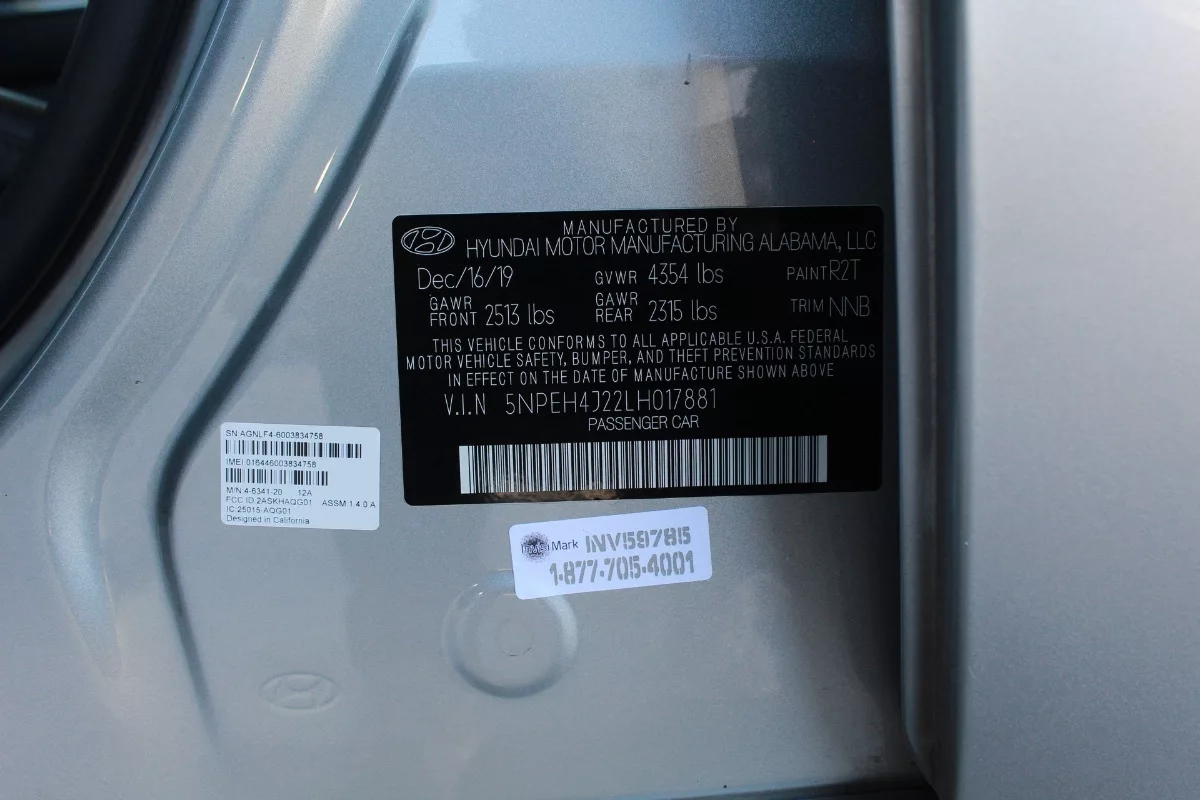 MANUFACTURED BY
HYUNDAI MOTOR MANUFACTURING ALABAMA, LLC
Dec/16/19 GVWR 4354 lbs PAINT R2T
GAWR FRONT 2513 lbs GAWR REAR 2315 lbs TRIM NNB
THIS VEHICLE CONFORMS TO ALL APPLICABLE U.S.A. FEDERAL
MOTOR VEHICLE SAFETY, BUMPER, AND THEFT PREVENTION STANDARDS
IN EFFECT ON THE DATE OF MANUFACTURE SHOWN ABOVE
V.I.N 5NPEH4J22LH017881
PASSENGER CAR
SN:AGNLF4-6003834758
IMEI:016446003834758
M/N:4-6341-20 12A
FCC ID:2ASKHAQG01 ASSM 1.4.0 A
IC:25015-AQG01
Designed in California
Mark INV59785
1-877-705-4001